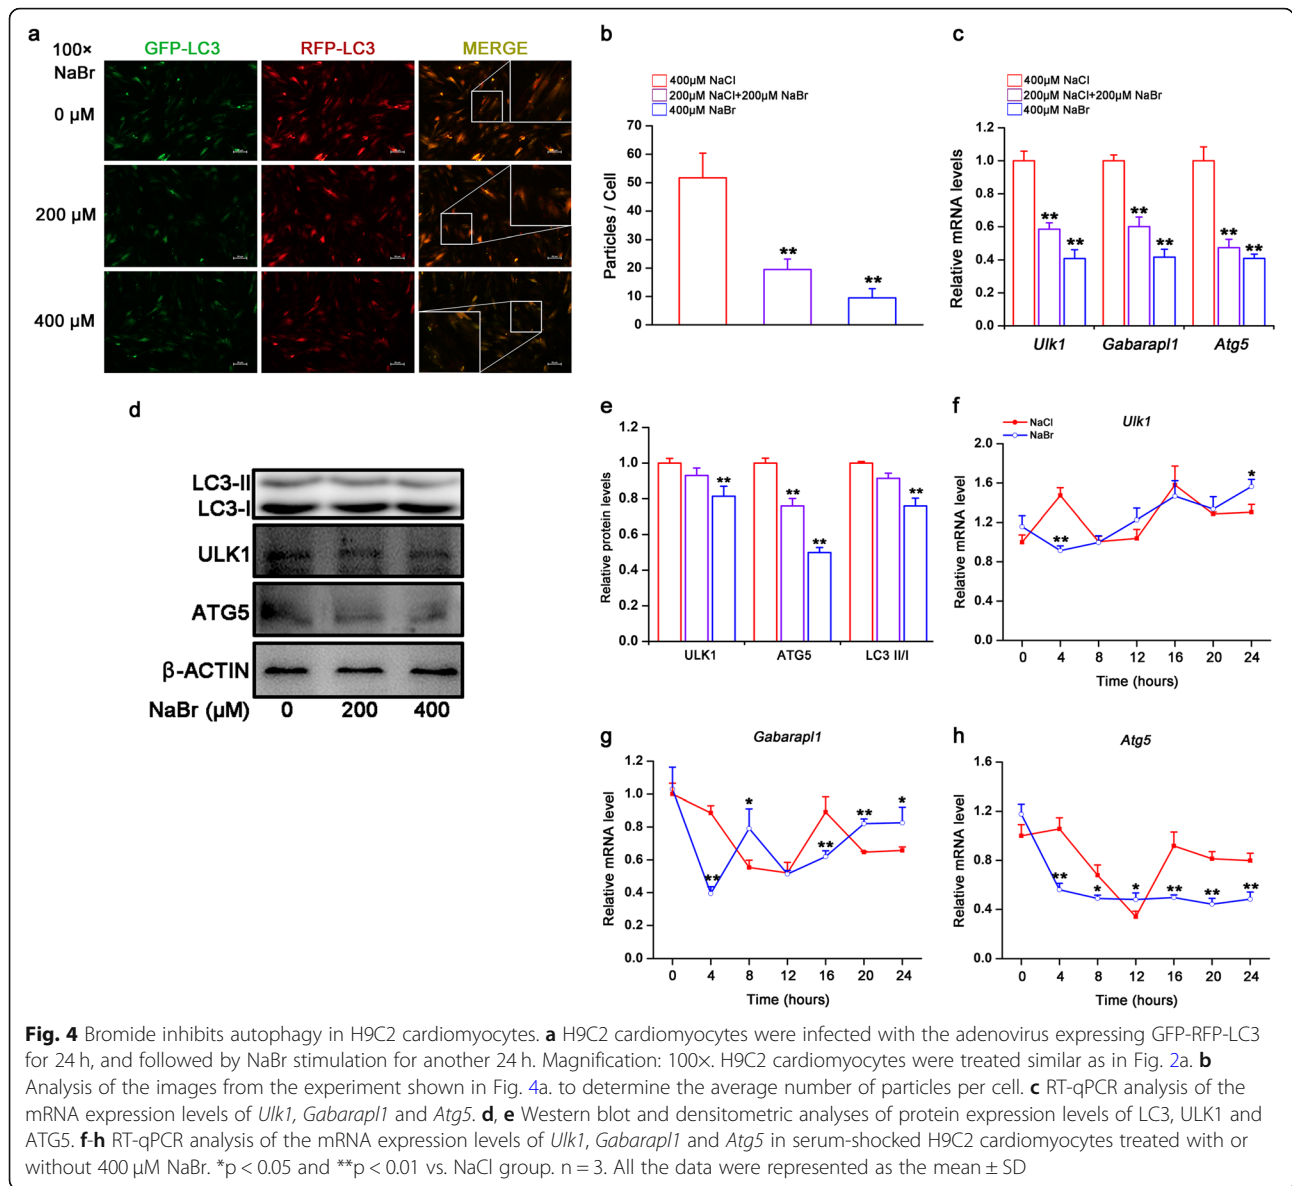 a
100×
NaBr
GFP-LC3
RFP-LC3
MERGE
0 µM
200 µM
400 µM
b
400µM NaCl
200µM NaCl+200µM NaBr
400µM NaBr
Particles / Cell
70
60
50
40
30
20
10
0
**
**
c
400µM NaCl
200µM NaCl+200µM NaBr
400µM NaBr
Relative mRNA levels
1.2
1.0
0.8
0.6
0.4
0.2
0.0
**
**
**
**
**
**
Ulk1 Gabarapl1 Atg5
d
LC3-II
LC3-I
ULK1
ATG5
β-ACTIN
NaBr (µM) 0 200 400
e
Relative protein levels
1.2
1.0
0.8
0.6
0.4
0.2
0.0
**
**
**
**
ULK1 ATG5 LC3 II/I
f
Ulk1
NaCl
NaBr
Relative mRNA level
2.0
1.6
1.2
0.8
0.4
0.0
**
*
0 4 8 12 16 20 24
Time (hours)
g
Gabarapl1
Relative mRNA level
1.2
1.0
0.8
0.6
0.4
0.2
0.0
**
*
**
**
*
0 4 8 12 16 20 24
Time (hours)
h
Atg5
Relative mRNA level
1.6
1.2
0.8
0.4
0.0
**
*
*
**
**
**
0 4 8 12 16 20 24
Time (hours)
Fig. 4 Bromide inhibits autophagy in H9C2 cardiomyocytes. a H9C2 cardiomyocytes were infected with the adenovirus expressing GFP-RFP-LC3
for 24 h, and followed by NaBr stimulation for another 24 h. Magnification: 100×. H9C2 cardiomyocytes were treated similar as in Fig. 2a. b
Analysis of the images from the experiment shown in Fig. 4a. to determine the average number of particles per cell. c RT-qPCR analysis of the
mRNA expression levels of Ulk1, Gabarapl1 and Atg5. d, e Western blot and densitometric analyses of protein expression levels of LC3, ULK1 and
ATG5. f-h RT-qPCR analysis of the mRNA expression levels of Ulk1, Gabarapl1 and Atg5 in serum-shocked H9C2 cardiomyocytes treated with or
without 400 µM NaBr. *p < 0.05 and **p < 0.01 vs. NaCl group. n = 3. All the data were represented as the mean ± SD